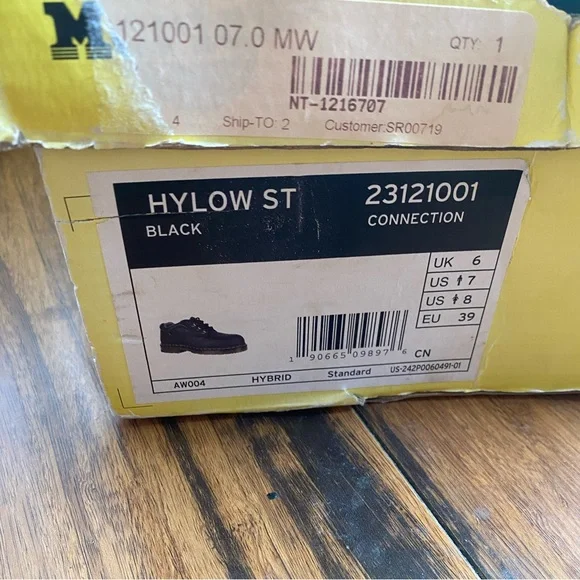 M 121001 07.0 MW QTY: 1
NT-1216707
4 Ship-TO: 2 Customer:SR00719
HYLOW ST 23121001
BLACK CONNECTION
UK 6
US 7
US 8
EU 39
1 90665 09897 6 CN
AW004 HYBRID Standard US-242P0060491-01